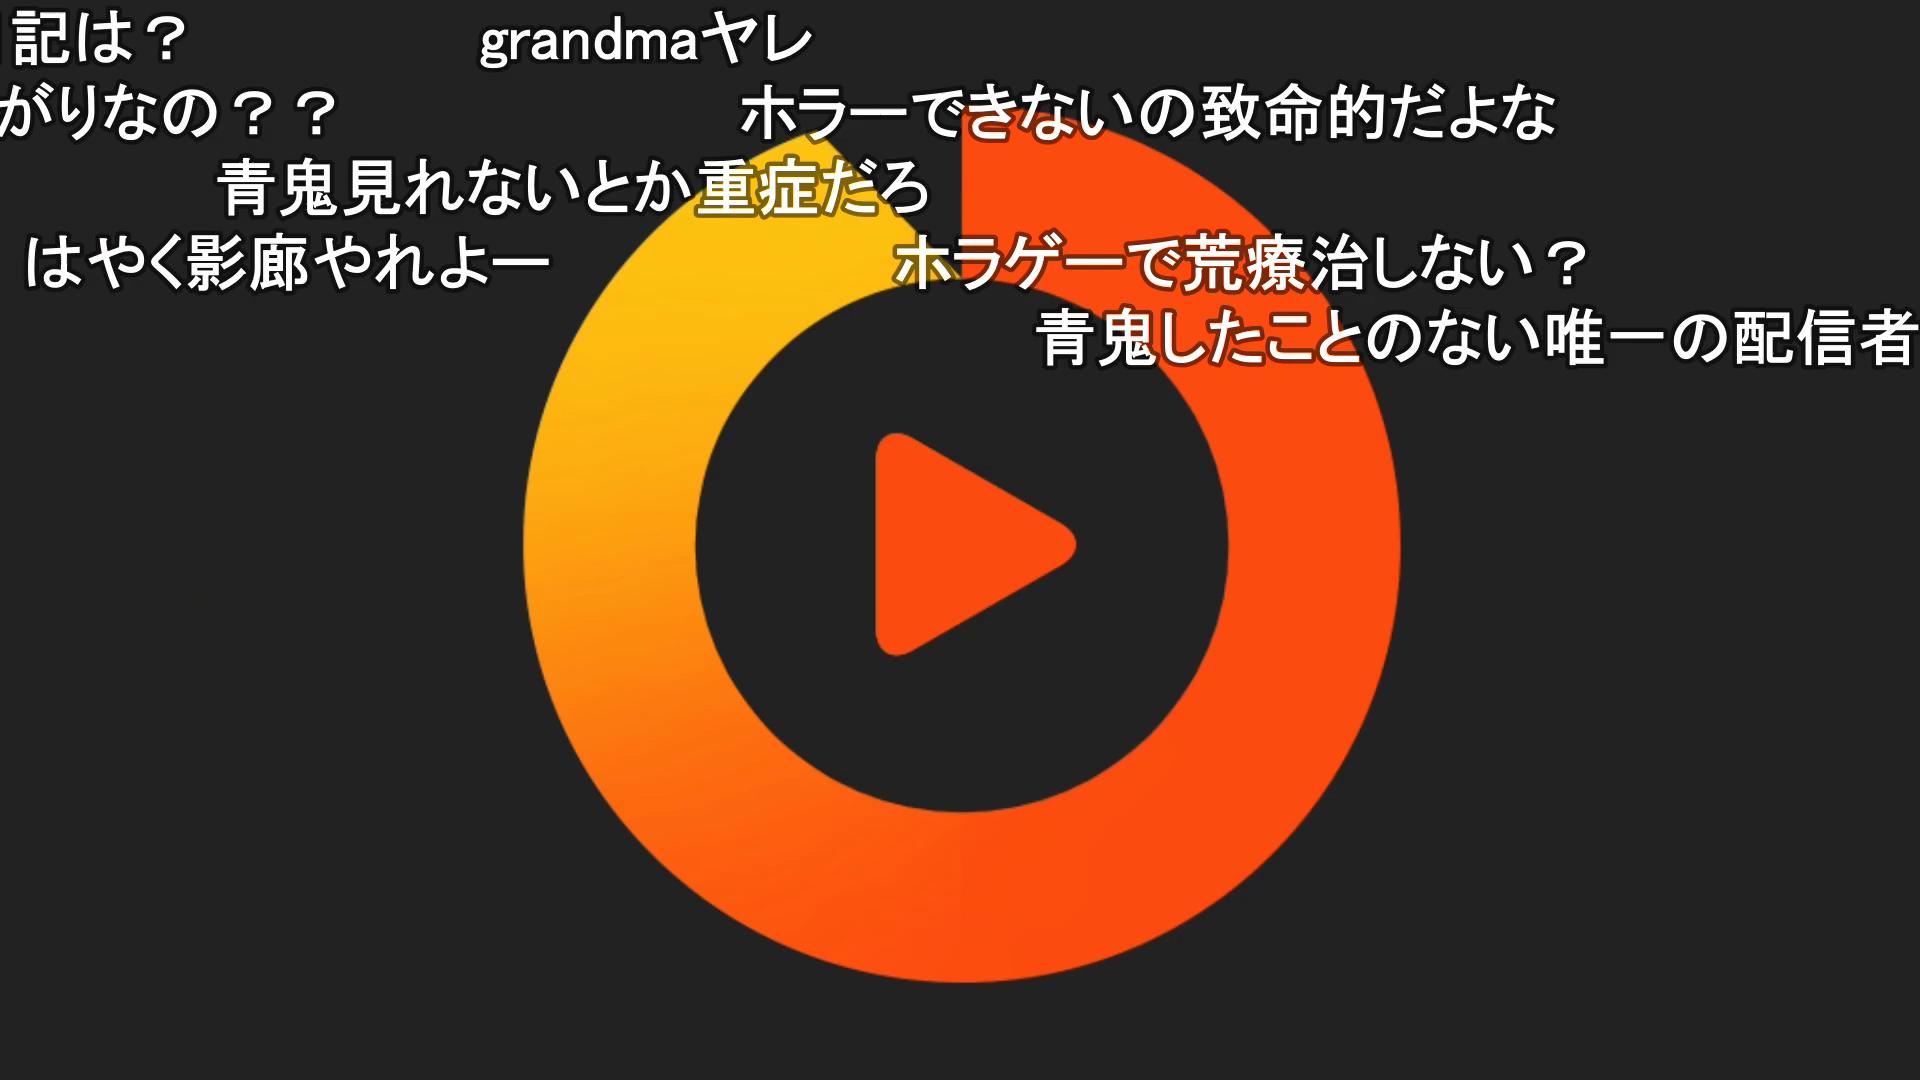 記は？
grandmaヤレ
がりなの？？
ホラーできないの致命的だよな
青鬼見れないとか重症だろ
はやく影廊やれよー
ホラゲーで荒療治しない？
青鬼したことのない唯一の配信者